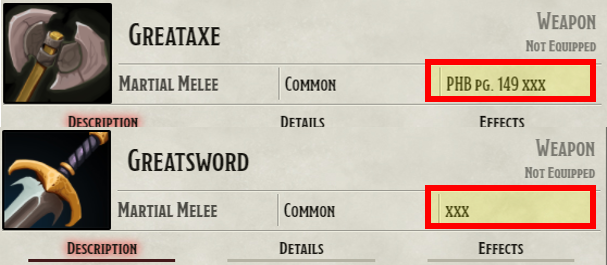 GREATAXE
WEAPON
NOT EQUIPPED
MARTIAL MELEE COMMON PHB PG. 149 XXX
DESCRIPTION DETAILS EFFECTS
GREATSWORD
WEAPON
NOT EQUIPPED
MARTIAL MELEE COMMON XXX
DESCRIPTION DETAILS EFFECTS